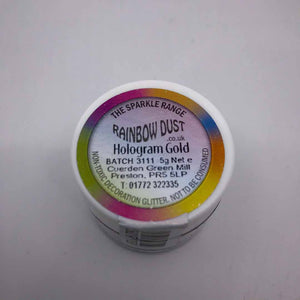 THE SPARKLE RANGE
RAINBOW DUST
.co.uk
Hologram Gold
BATCH 3111 5g Net e
Cuerden Green Mill
Preston, PR5 5LP
T: 01772 322335
NON-TOXIC DECORATION GLITTER. NOT TO BE CONSUMED